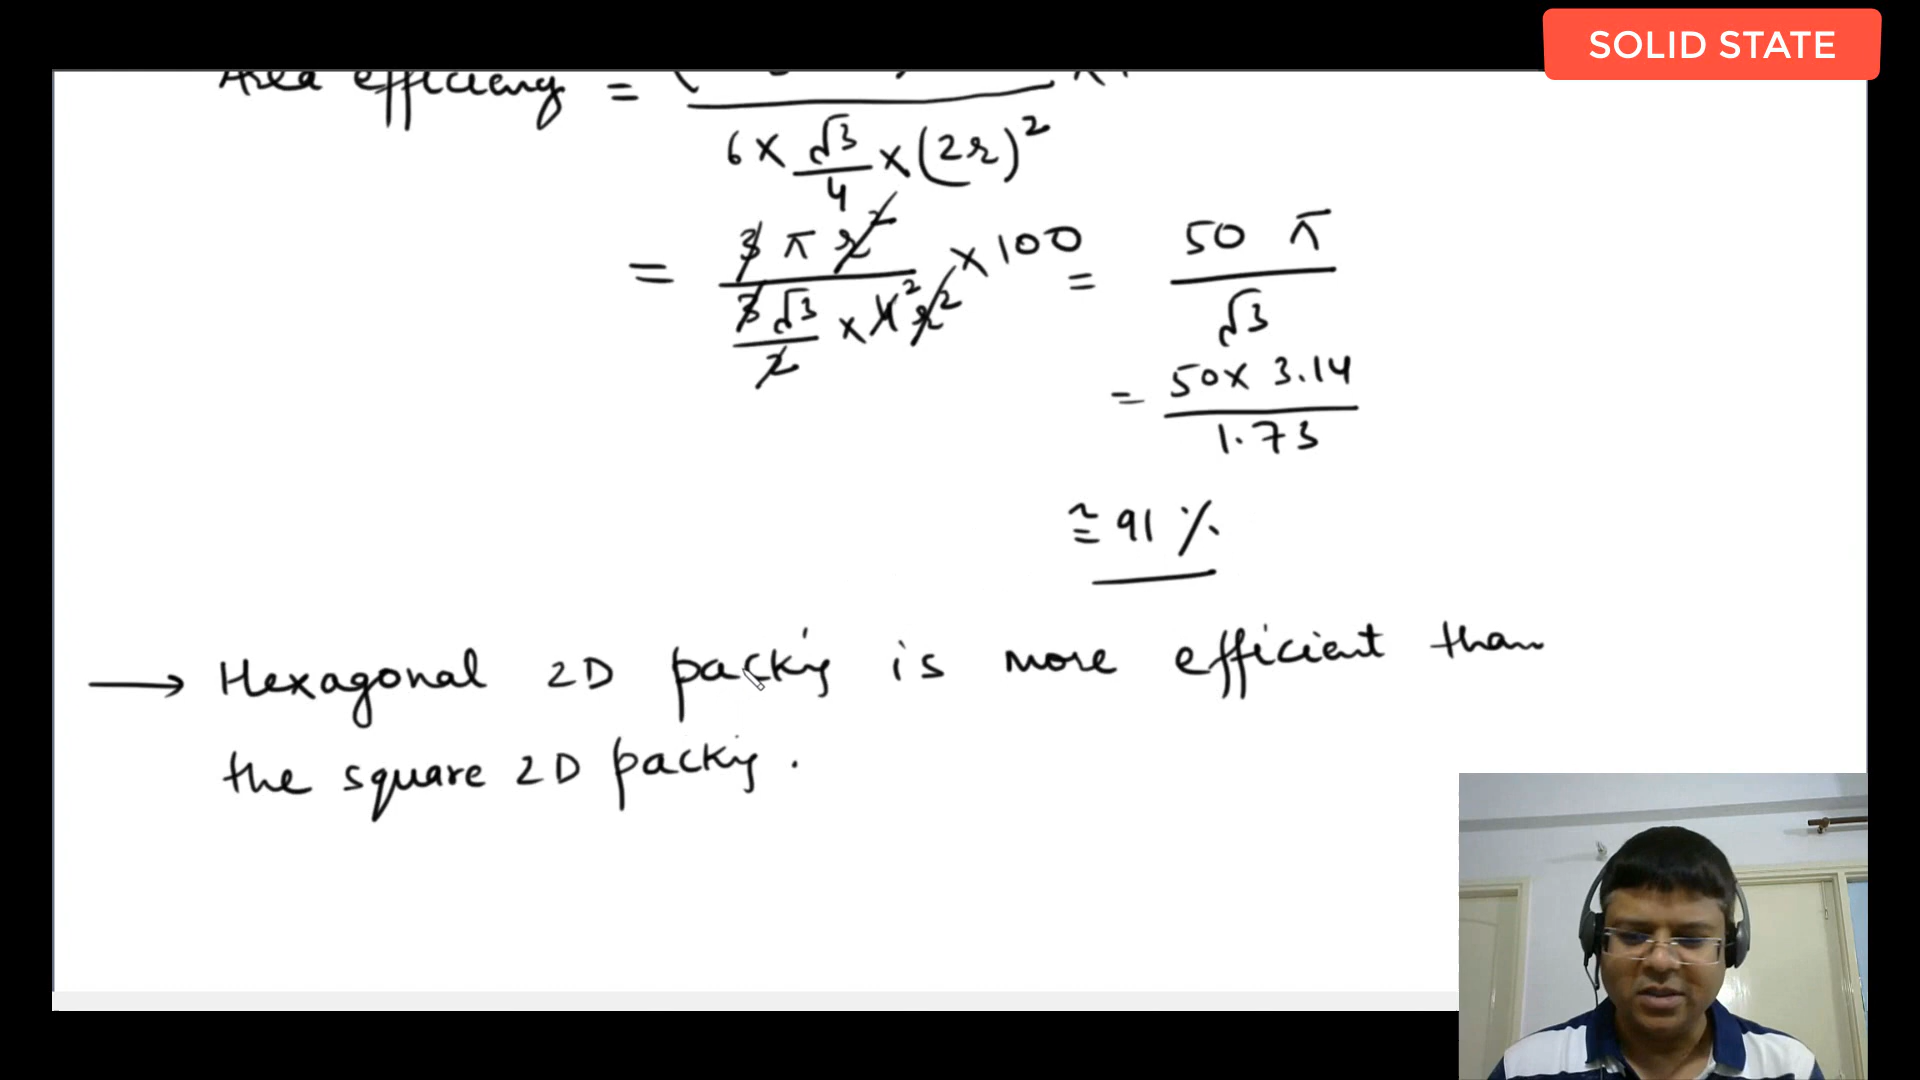 SOLID STATE
Area efficiency =
6 × √3/4 × (2r)²
= 3 π r² / (3√3/2 × 4 2 r²) × 100 = 50 π / √3
= 50 × 3.14 / 1.73
≅ 91 %
→ Hexagonal 2D packing is more efficient than
the square 2D packing .